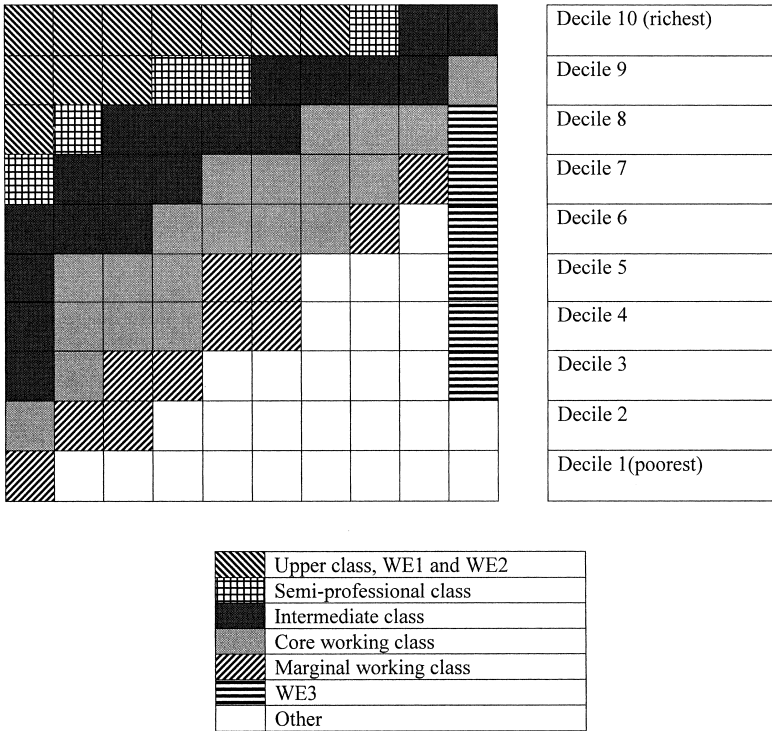 Decile 10 (richest)
Decile 9
Decile 8
Decile 7
Decile 6
Decile 5
Decile 4
Decile 3
Decile 2
Decile 1(poorest)
Upper class, WE1 and WE2
Semi-professional class
Intermediate class
Core working class
Marginal working class
WE3
Other